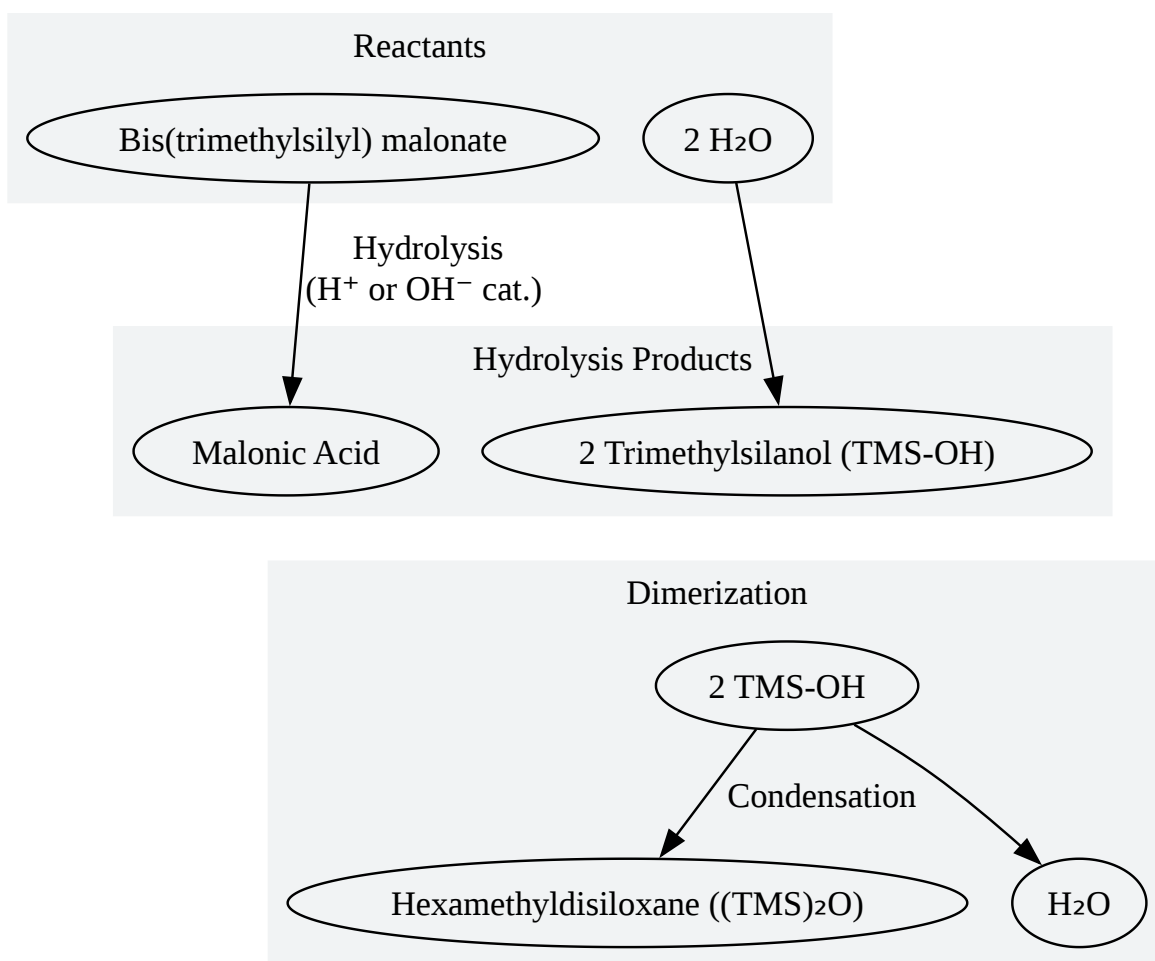 Reactants
Bis(trimethylsilyl) malonate
2 H₂O
Hydrolysis
(H⁺ or OH⁻ cat.)
Hydrolysis Products
Malonic Acid
2 Trimethylsilanol (TMS-OH)
Dimerization
2 TMS-OH
Condensation
Hexamethyldisiloxane ((TMS)₂O)
H₂O